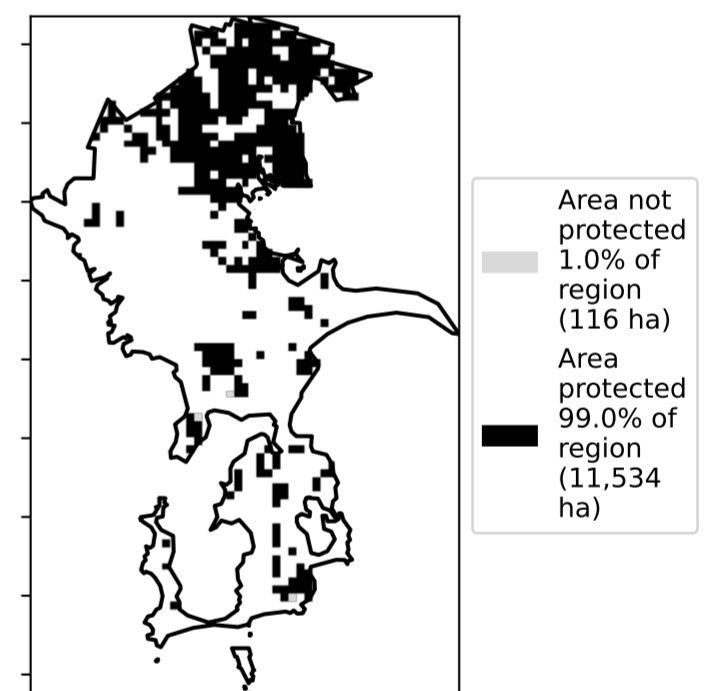 Area not
protected
1.0% of
region
(116 ha)
Area
protected
99.0% of
region
(11,534
ha)